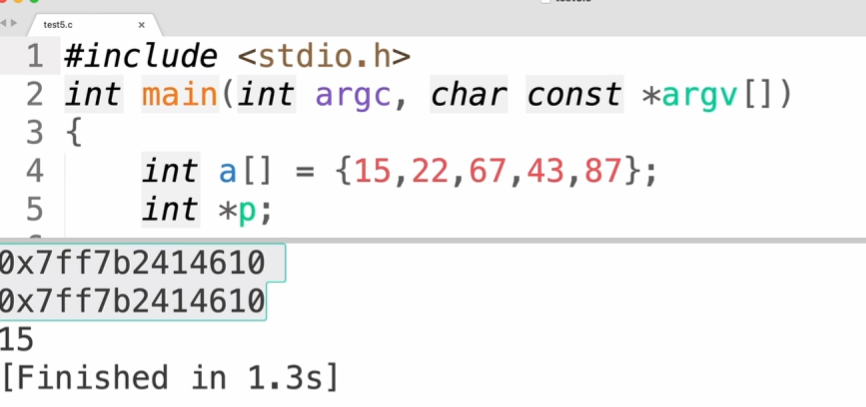 test5.c x
1 #include <stdio.h>
2 int main(int argc, char const *argv[])
3 {
4 int a[] = {15,22,67,43,87};
5 int *p;
0x7ff7b2414610
0x7ff7b2414610
15
[Finished in 1.3s]